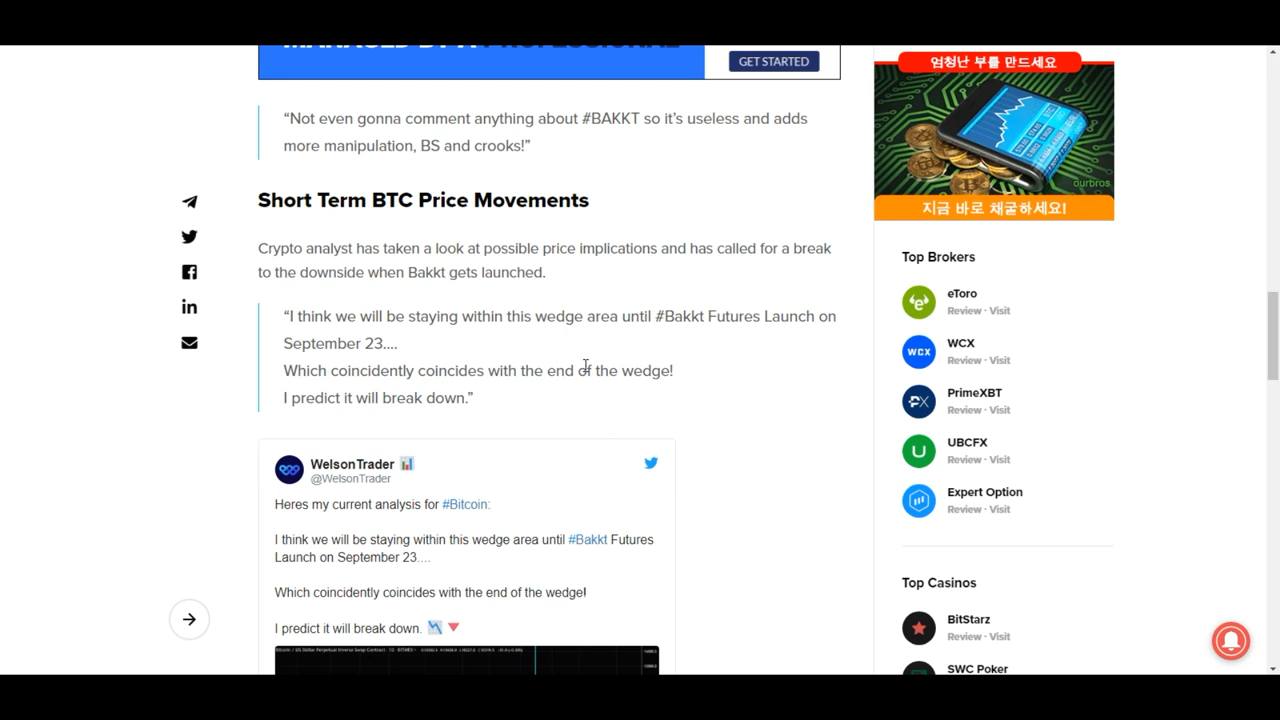 MANAGED BY A PROFESSIONAL
GET STARTED
“Not even gonna comment anything about #BAKKT so it’s useless and adds
more manipulation, BS and crooks!”
Short Term BTC Price Movements
Crypto analyst has taken a look at possible price implications and has called for a break
to the downside when Bakkt gets launched.
“I think we will be staying within this wedge area until #Bakkt Futures Launch on
September 23....
Which coincidently coincides with the end of the wedge!
I predict it will break down.”
WelsonTrader
@WelsonTrader
Heres my current analysis for #Bitcoin:
I think we will be staying within this wedge area until #Bakkt Futures
Launch on September 23....
Which coincidently coincides with the end of the wedge!
I predict it will break down.
엄청난 부를 만드세요
ourbros
지금 바로 채굴하세요!
Top Brokers
eToro
Review · Visit
WCX
WCX
Review · Visit
PrimeXBT
Review · Visit
U
UBCFX
Review · Visit
Expert Option
Review · Visit
Top Casinos
BitStarz
Review · Visit
SWC Poker